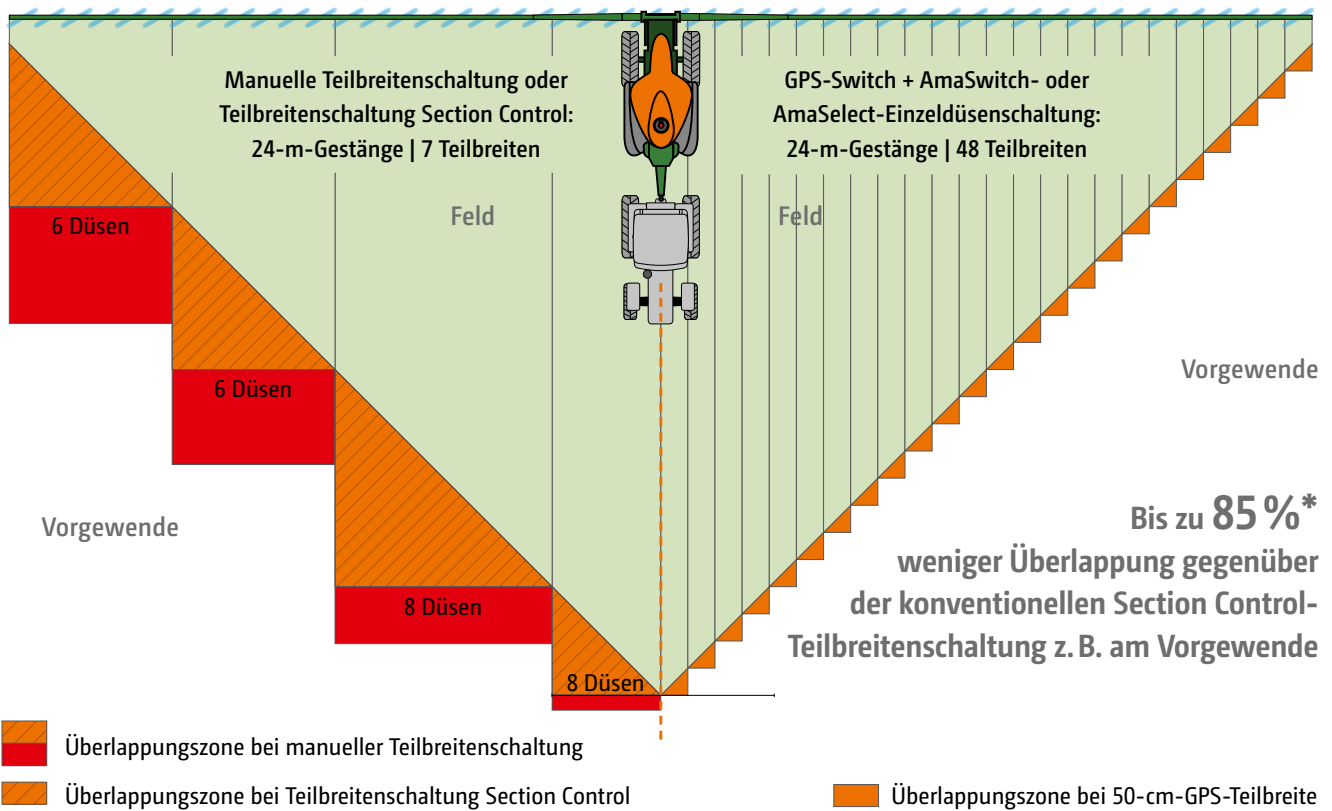 Manuelle Teilbreitenschaltung oder
Teilbreitenschaltung Section Control:
24-m-Gestänge | 7 Teilbreiten
GPS-Switch + AmaSwitch- oder
AmaSelect-Einzeldüsenschaltung:
24-m-Gestänge | 48 Teilbreiten
Feld
Feld
6 Düsen
6 Düsen
8 Düsen
8 Düsen
Vorgewende
Vorgewende
Bis zu 85 %*
weniger Überlappung gegenüber
der konventionellen Section Control-
Teilbreitenschaltung z. B. am Vorgewende
Überlappungszone bei manueller Teilbreitenschaltung
Überlappungszone bei Teilbreitenschaltung Section Control
Überlappungszone bei 50-cm-GPS-Teilbreite